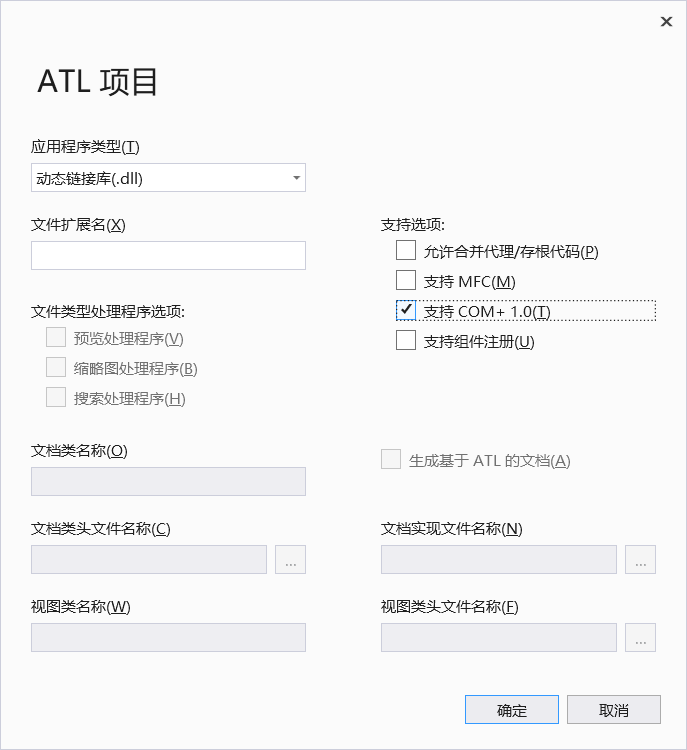 ATL 项目
应用程序类型(T)
动态链接库(.dll)
文件扩展名(X)
支持选项:
允许合并代理/存根代码(P)
支持 MFC(M)
支持 COM+ 1.0(T)
支持组件注册(U)
文件类型处理程序选项:
预览处理程序(V)
缩略图处理程序(B)
搜索处理程序(H)
文档类名称(O)
生成基于 ATL 的文档(A)
文档类头文件名称(C)
...
文档实现文件名称(N)
...
视图类名称(W)
视图类头文件名称(F)
...
确定
取消